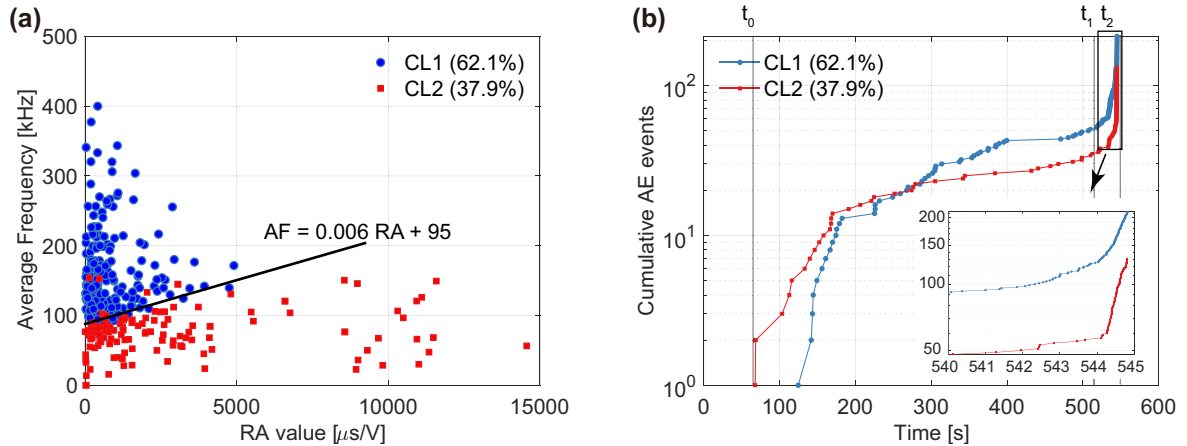 (a)
500
400
300
200
100
0
0
5000
10000
15000
Average Frequency [kHz]
RA value [μs/V]
CL1 (62.1%)
CL2 (37.9%)
AF = 0.006 RA + 95
(b)
t0
t1
t2
10^2
10^1
10^0
0
100
200
300
400
500
600
Cumulative AE events
Time [s]
CL1 (62.1%)
CL2 (37.9%)
200
150
100
50
540
541
542
543
544
545